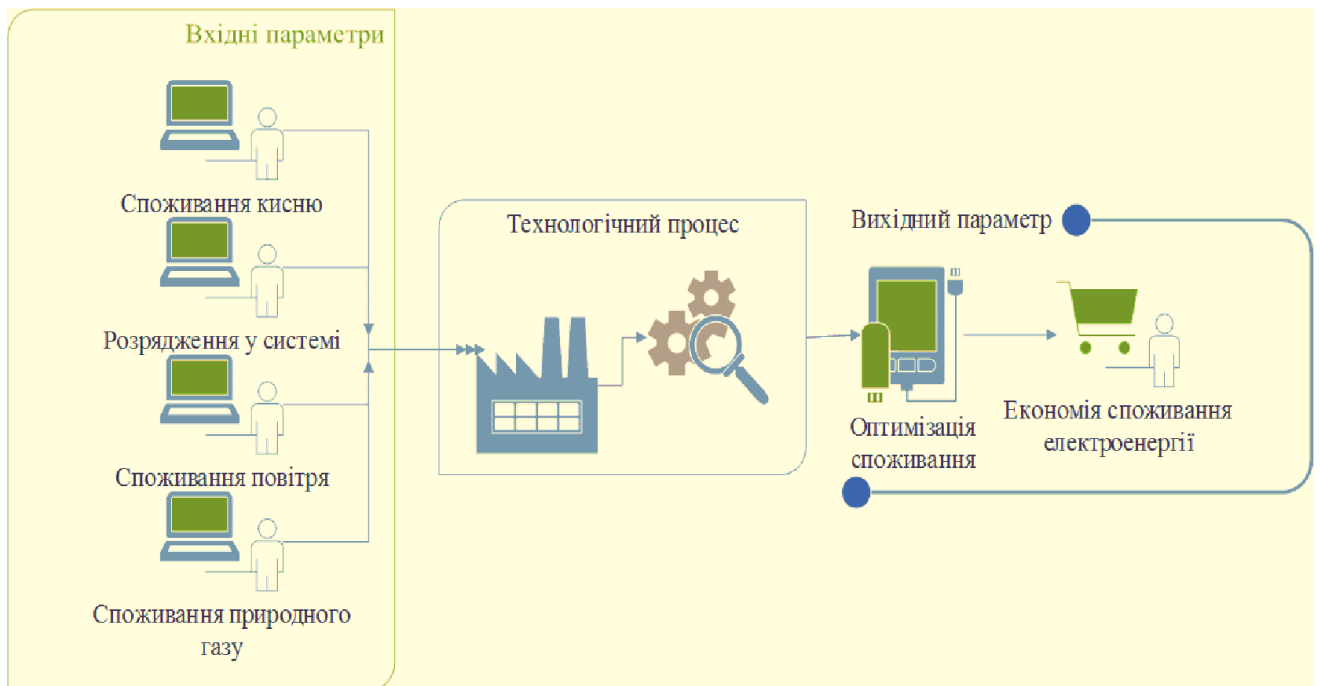 Вхідні параметри
Споживання кисню
Розрядження у системі
Споживання повітря
Споживання природного
газу
Технологічний процес
Вихідний параметр
Оптимізація
споживання
Економія споживання
електроенергії